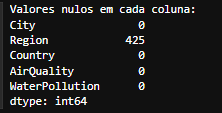 Valores nulos em cada coluna:
City 0
Region 425
Country 0
AirQuality 0
WaterPollution 0
dtype: int64